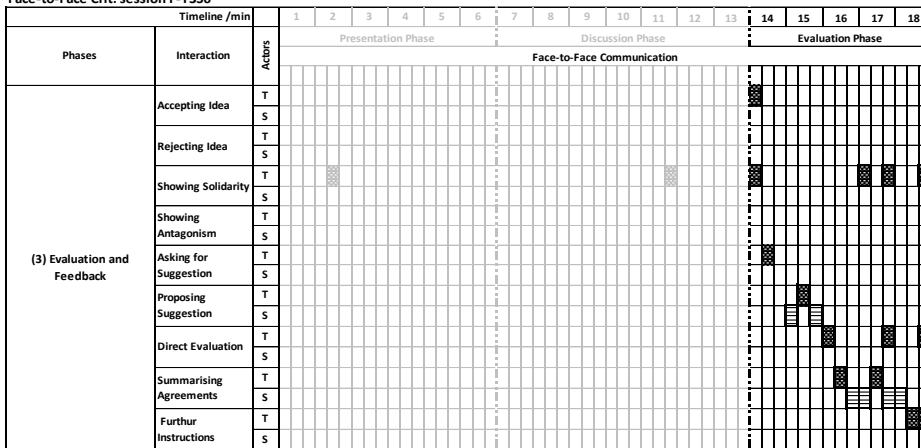 Face-to-Face Crit: session F-T550
Timeline /min 1 2 3 4 5 6 7 8 9 10 11 12 13 14 15 16 17 18
Phases Interaction Actors Presentation Phase Discussion Phase Evaluation Phase
Face-to-Face Communication
(3) Evaluation and Feedback
Accepting Idea T
S
Rejecting Idea T
S
Showing Solidarity T
S
Showing Antagonism T
S
Asking for Suggestion T
S
Proposing Suggestion T
S
Direct Evaluation T
S
Summarising Agreements T
S
Furthur Instructions T
S